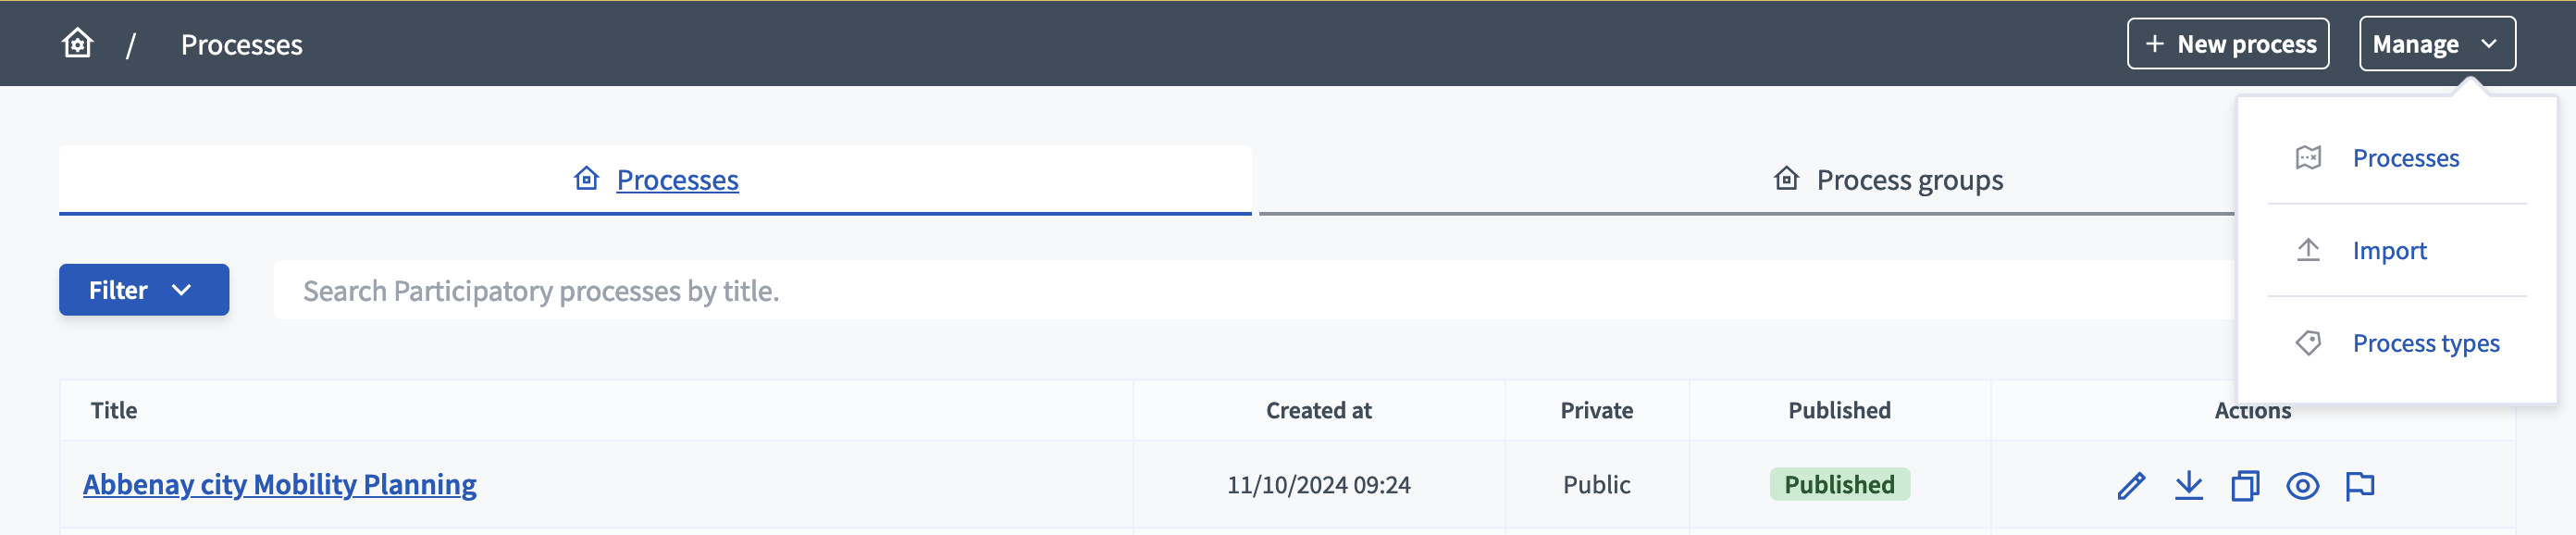 / Processes + New process Manage
Processes
Import
Process types
Processes Process groups
Filter Search Participatory processes by title.
Title Created at Private Published Actions
Abbenay city Mobility Planning 11/10/2024 09:24 Public Published